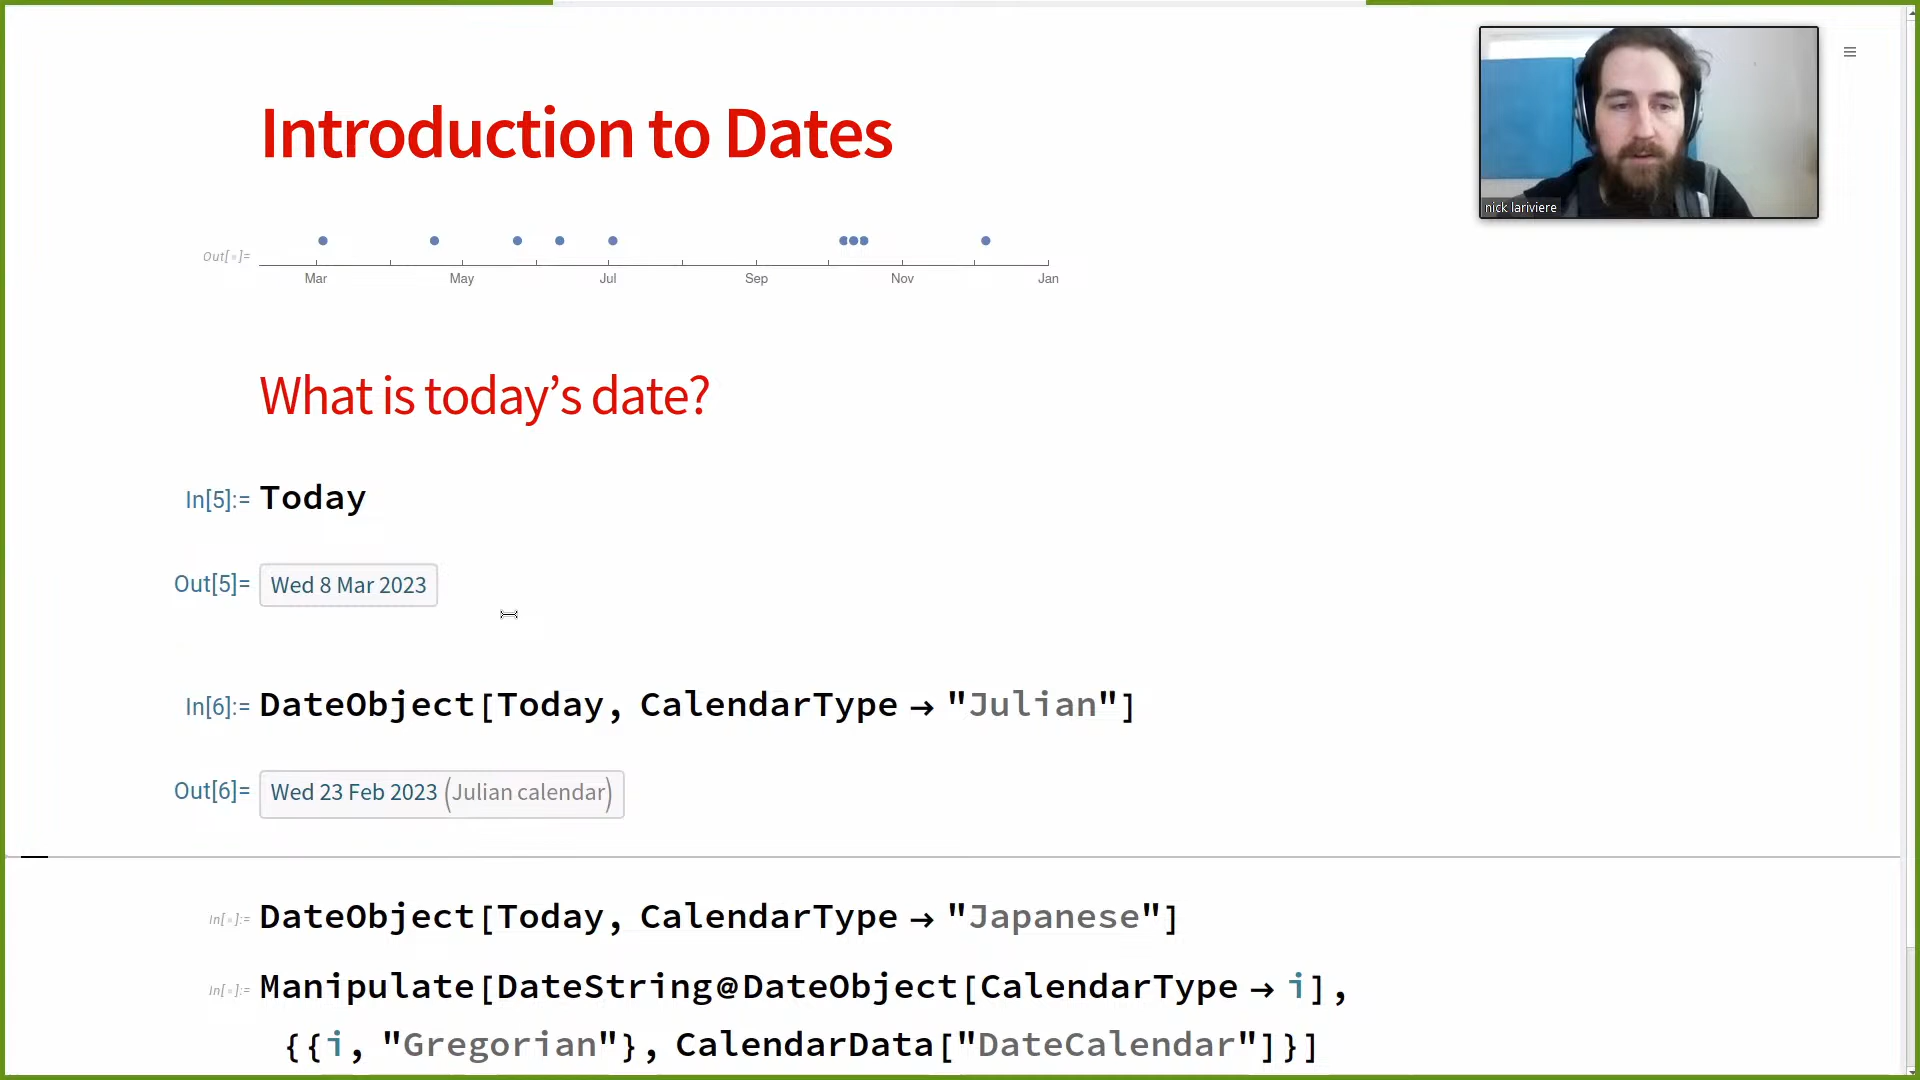 Introduction to Dates
nick lariviere
Out[ ]=
Mar May Jul Sep Nov Jan
What is today’s date?
In[5]:= Today
Out[5]= Wed 8 Mar 2023
In[6]:= DateObject[Today, CalendarType → "Julian"]
Out[6]= Wed 23 Feb 2023 (Julian calendar)
In[ ]:= DateObject[Today, CalendarType → "Japanese"]
In[ ]:= Manipulate[DateString@DateObject[CalendarType → i],
{{i, "Gregorian"}, CalendarData["DateCalendar"]}]